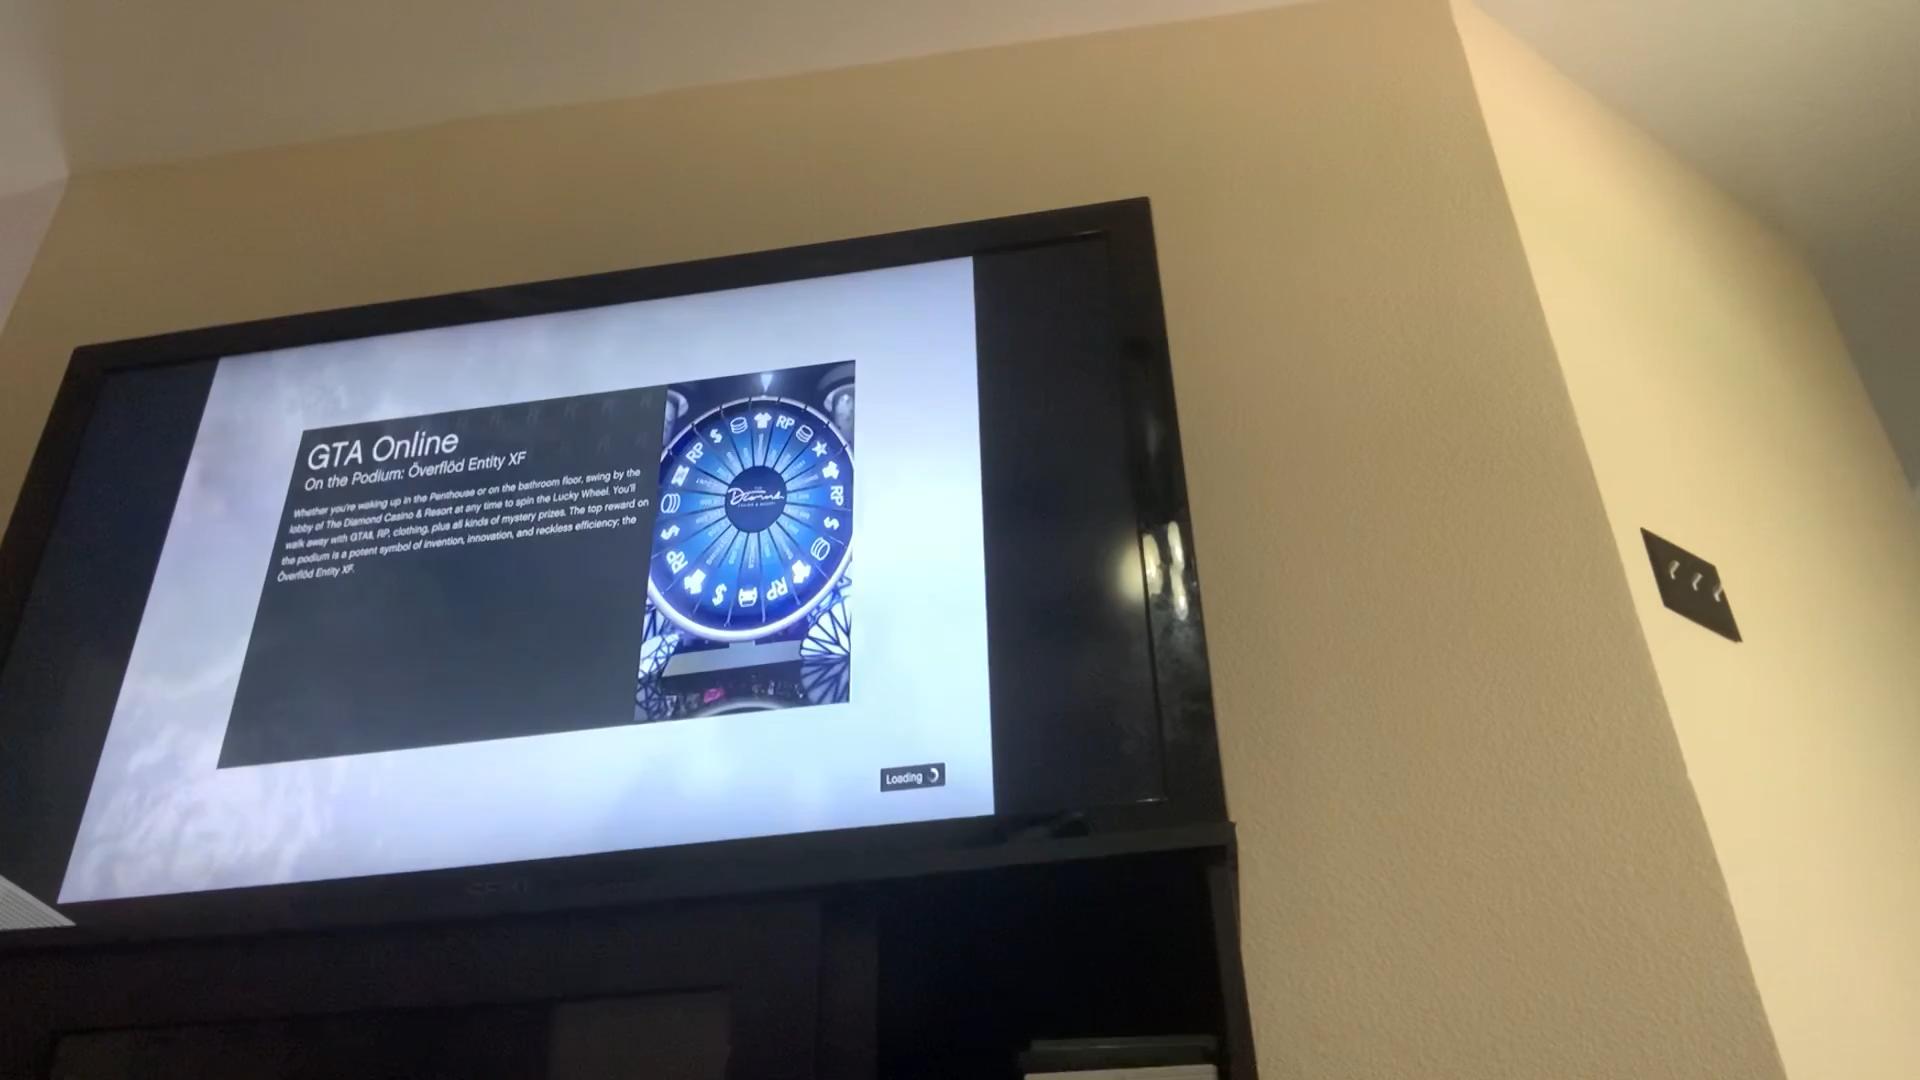 GTA Online
On the Podium: Överflöd Entity XF
Whether you're waking up in the Penthouse or on the bathroom floor, swing by the
lobby of The Diamond Casino & Resort at any time to spin the Lucky Wheel. You'll
walk away with GTA$, RP, clothing, plus all kinds of mystery prizes. The top reward on
the podium is a potent symbol of invention, innovation, and reckless efficiency: the
Överflöd Entity XF.
RP
RP
RP
RP
RP
$
$
$
$
Diamond
Loading
SEIKI